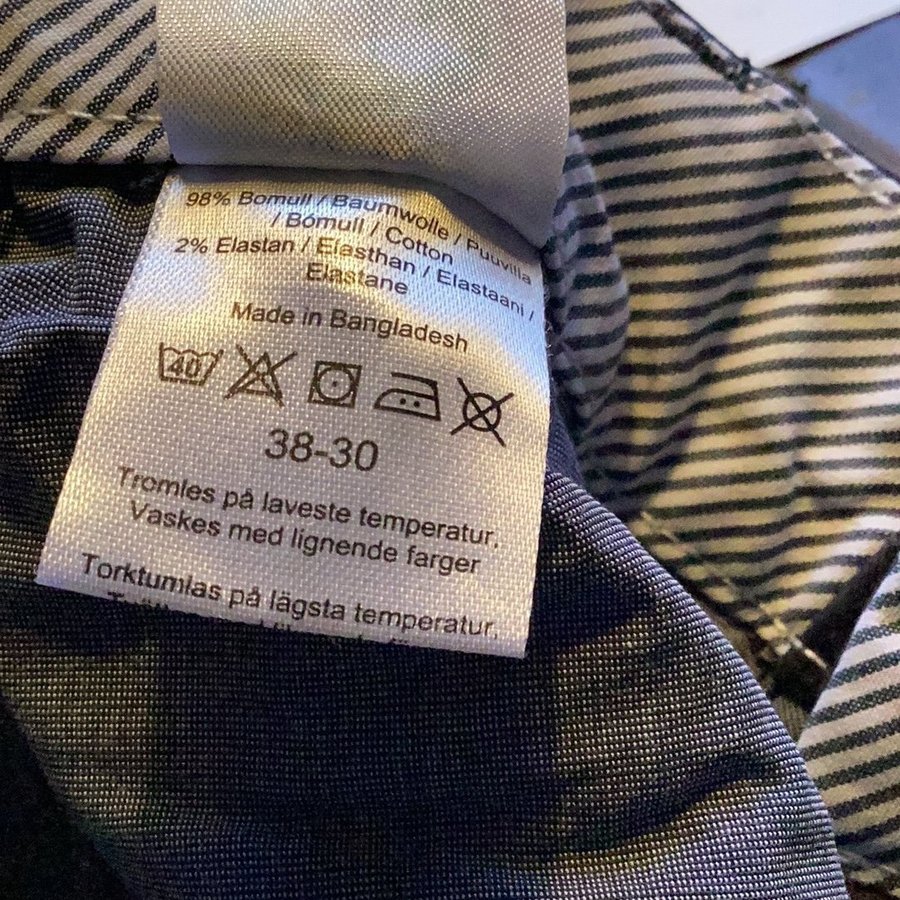 98% Bomull / Baumwolle / Puuvilla
/ Bomull / Cotton
2% Elastan / Elasthan / Elastaani /
Elastane
Made in Bangladesh
40
38-30
Tromles på laveste temperatur.
Vaskes med lignende farger
Torktumlas på lägsta temperatur.